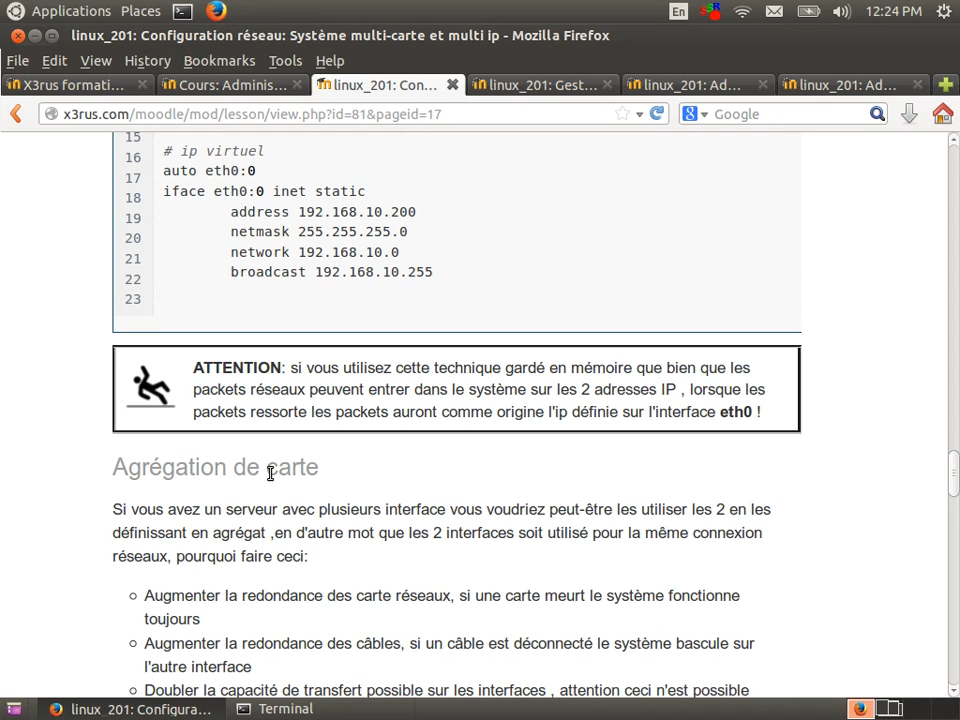 Applications Places En 12:24 PM
linux_201: Configuration réseau: Système multi-carte et multi ip - Mozilla Firefox
File Edit View History Bookmarks Tools Help
X3rus formati... Cours: Adminis... linux_201: Con... linux_201: Gest... linux_201: Ad... linux_201: Ad...
x3rus.com/moodle/mod/lesson/view.php?id=81&pageid=17 Google
15
16 # ip virtuel
17 auto eth0:0
18 iface eth0:0 inet static
19 address 192.168.10.200
20 netmask 255.255.255.0
21 network 192.168.10.0
22 broadcast 192.168.10.255
23
ATTENTION: si vous utilisez cette technique gardé en mémoire que bien que les
packets réseaux peuvent entrer dans le système sur les 2 adresses IP , lorsque les
packets ressorte les packets auront comme origine l'ip définie sur l'interface eth0 !
Agrégation de carte
Si vous avez un serveur avec plusieurs interface vous voudriez peut-être les utiliser les 2 en les
définissant en agrégat ,en d'autre mot que les 2 interfaces soit utilisé pour la même connexion
réseaux, pourquoi faire ceci:
Augmenter la redondance des carte réseaux, si une carte meurt le système fonctionne
toujours
Augmenter la redondance des câbles, si un câble est déconnecté le système bascule sur
l'autre interface
Doubler la capacité de transfert possible sur les interfaces , attention ceci n'est possible
linux_201: Configura... Terminal